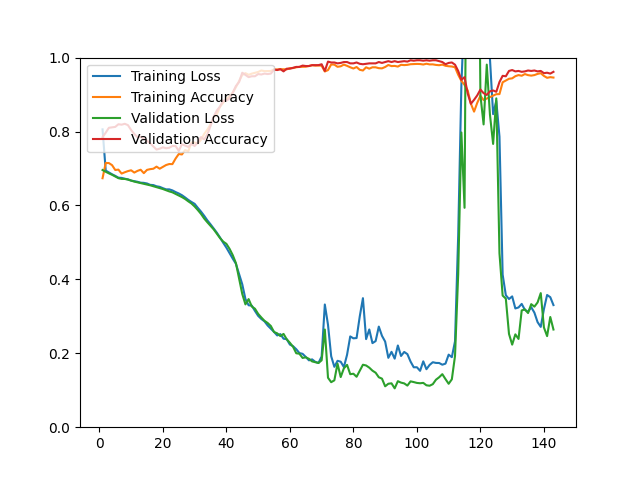 1.0
0.8
0.6
0.4
0.2
0.0
Training Loss
Training Accuracy
Validation Loss
Validation Accuracy
0 20 40 60 80 100 120 140